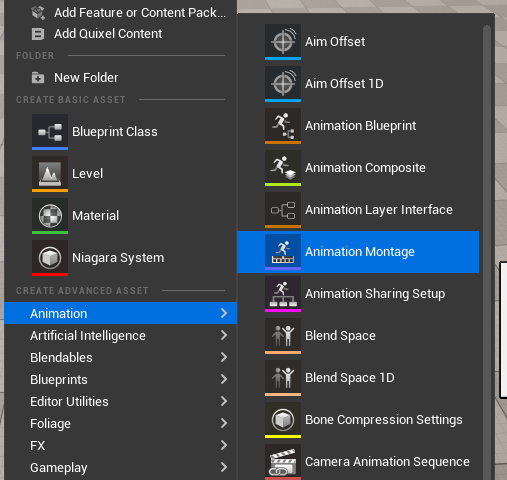 Add Feature or Content Pack...
Add Quixel Content
FOLDER
New Folder
CREATE BASIC ASSET
Blueprint Class
Level
Material
Niagara System
CREATE ADVANCED ASSET
Animation
Artificial Intelligence
Blendables
Blueprints
Editor Utilities
Foliage
FX
Gameplay
Aim Offset
Aim Offset 1D
Animation Blueprint
Animation Composite
Animation Layer Interface
Animation Montage
Animation Sharing Setup
Blend Space
Blend Space 1D
Bone Compression Settings
Camera Animation Sequence